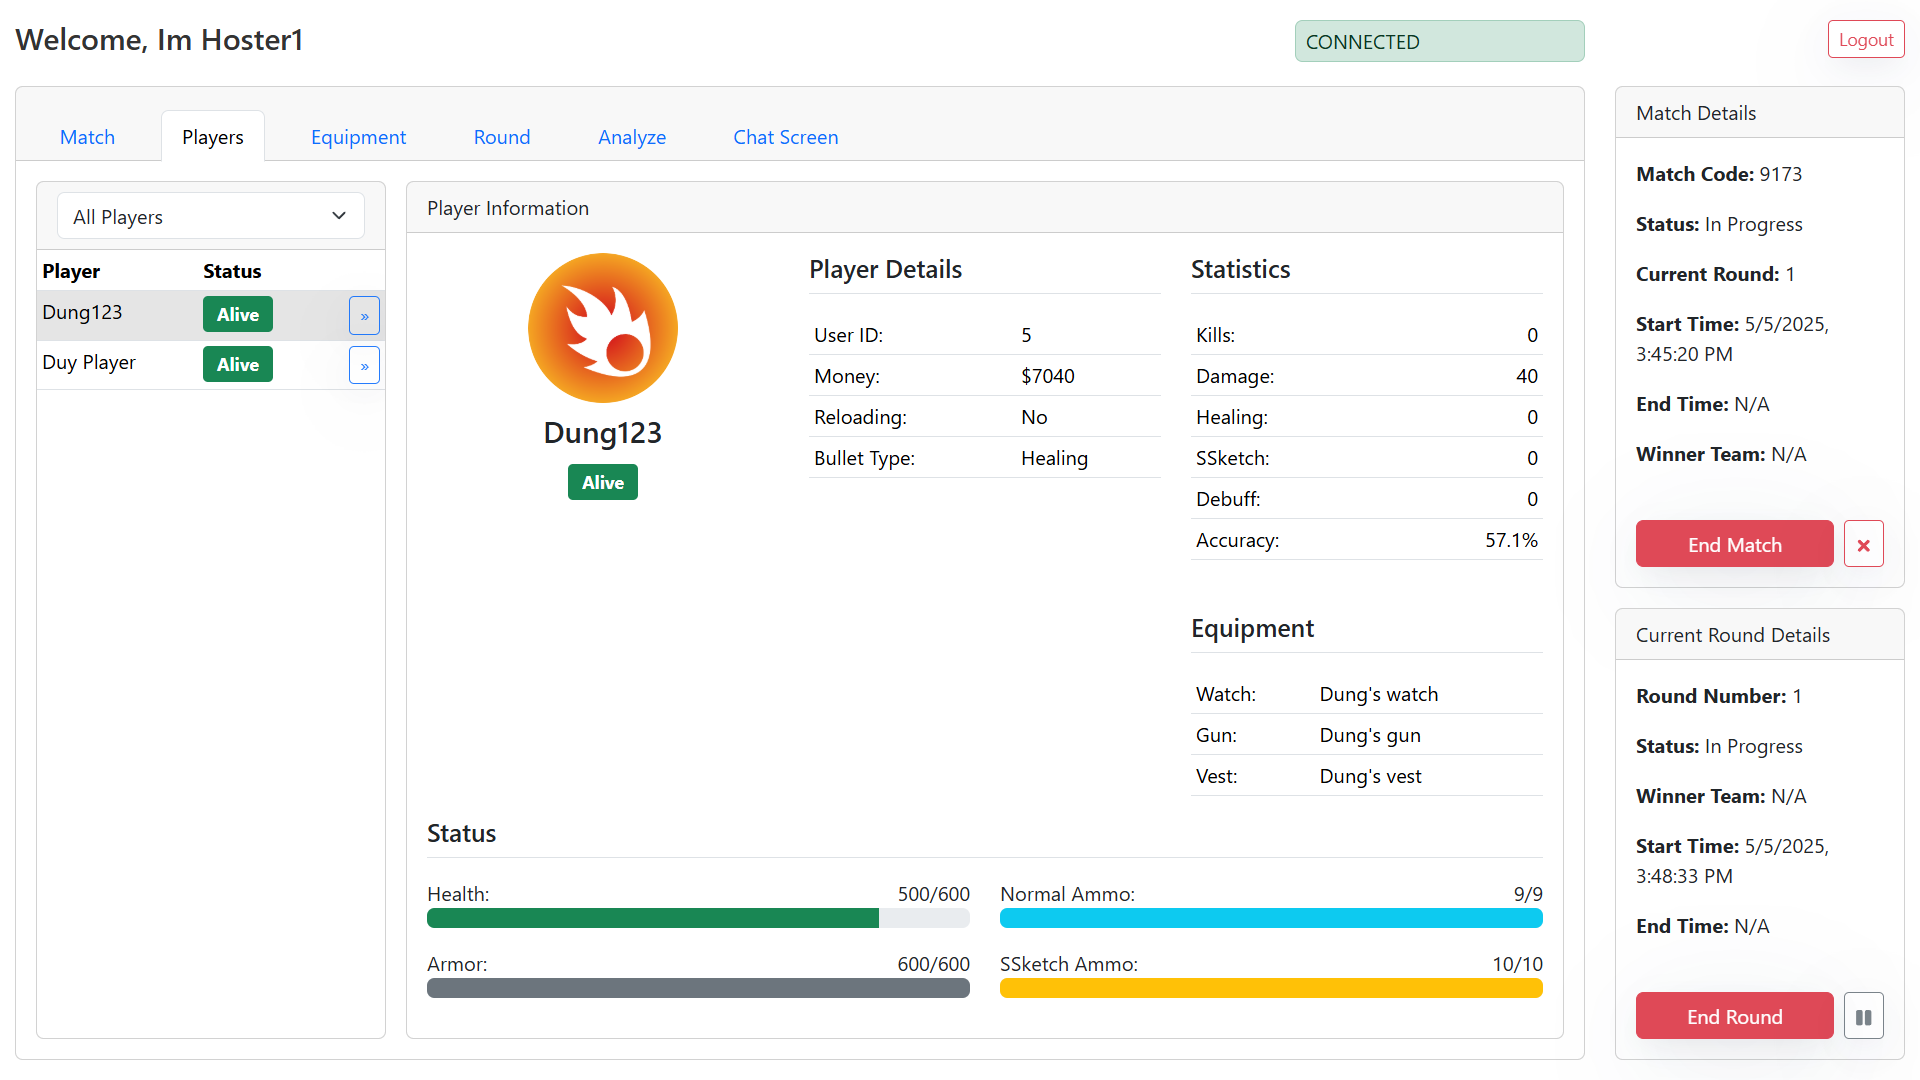 Welcome, Im Hoster1
CONNECTED
Logout
Match
Players
Equipment
Round
Analyze
Chat Screen
All Players
Player Status
Dung123 Alive »
Duy Player Alive »
Player Information
Dung123
Alive
Player Details
User ID: 5
Money: $7040
Reloading: No
Bullet Type: Healing
Statistics
Kills: 0
Damage: 40
Healing: 0
SSketch: 0
Debuff: 0
Accuracy: 57.1%
Equipment
Watch: Dung's watch
Gun: Dung's gun
Vest: Dung's vest
Status
Health: 500/600
Normal Ammo: 9/9
Armor: 600/600
SSketch Ammo: 10/10
Match Details
Match Code: 9173
Status: In Progress
Current Round: 1
Start Time: 5/5/2025,
3:45:20 PM
End Time: N/A
Winner Team: N/A
End Match
Current Round Details
Round Number: 1
Status: In Progress
Winner Team: N/A
Start Time: 5/5/2025,
3:48:33 PM
End Time: N/A
End Round